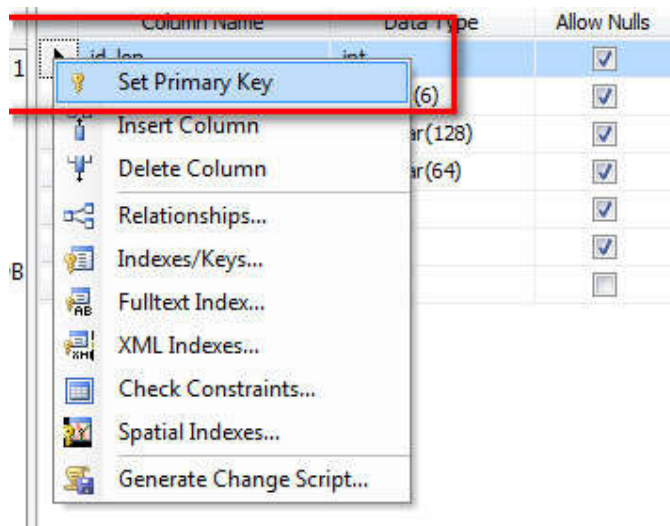 Column Name Data Type Allow Nulls
1 id_lop int
Set Primary Key
(6)
Insert Column
ar(128)
Delete Column
ar(64)
Relationships...
Indexes/Keys...
Fulltext Index...
XML Indexes...
Check Constraints...
Spatial Indexes...
Generate Change Script...